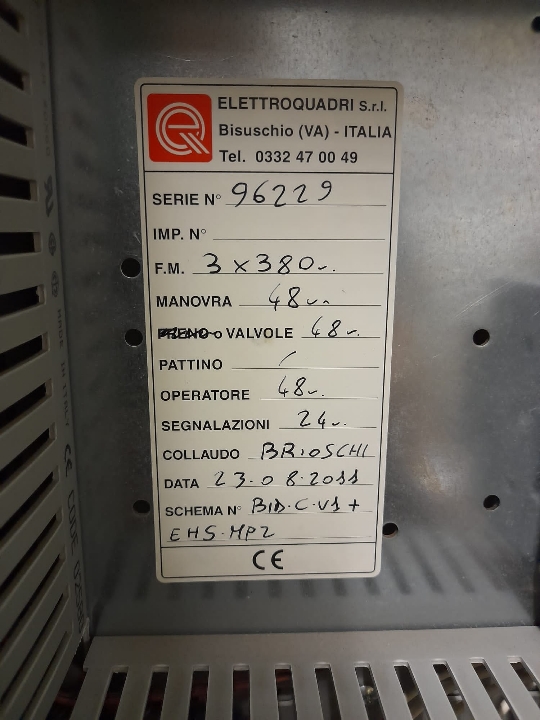 ELETTROQUADRI S.r.l.
Bisuschio (VA) - ITALIA
Tel. 0332 47 00 49
SERIE N° 96229
IMP. N°
F.M. 3 x 380 ~.
MANOVRA 48 v~
FRENO o VALVOLE 48 v.
PATTINO /
OPERATORE 48 v.
SEGNALAZIONI 24 v.
COLLAUDO BRIOSCHI
DATA 23.08.2011
SCHEMA N° BID.C.V1 +
EHS.MP2
CE